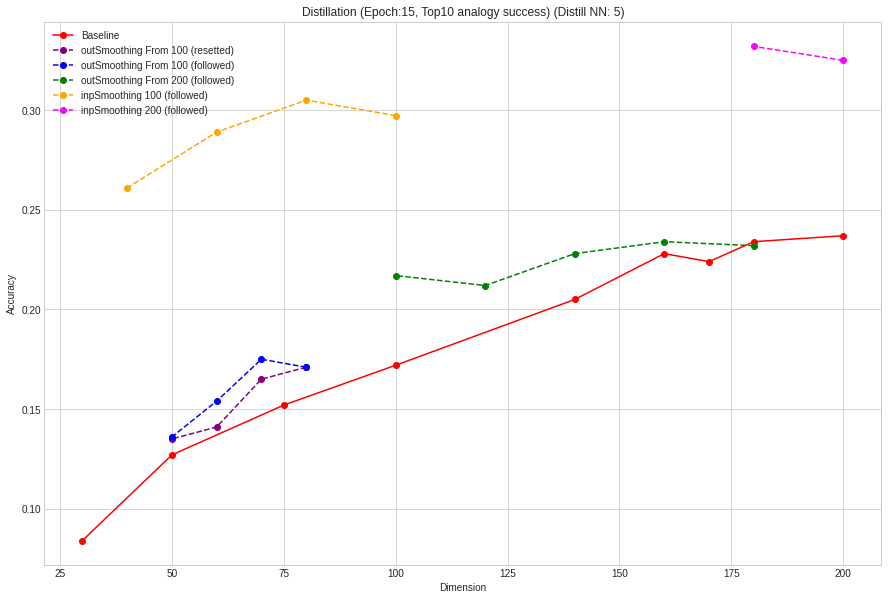 Distillation (Epoch:15, Top10 analogy success) (Distill NN: 5)
Baseline
outSmoothing From 100 (resetted)
outSmoothing From 100 (followed)
outSmoothing From 200 (followed)
inpSmoothing 100 (followed)
inpSmoothing 200 (followed)
0.30
0.25
0.20
0.15
0.10
Accuracy
25 50 75 100 125 150 175 200
Dimension